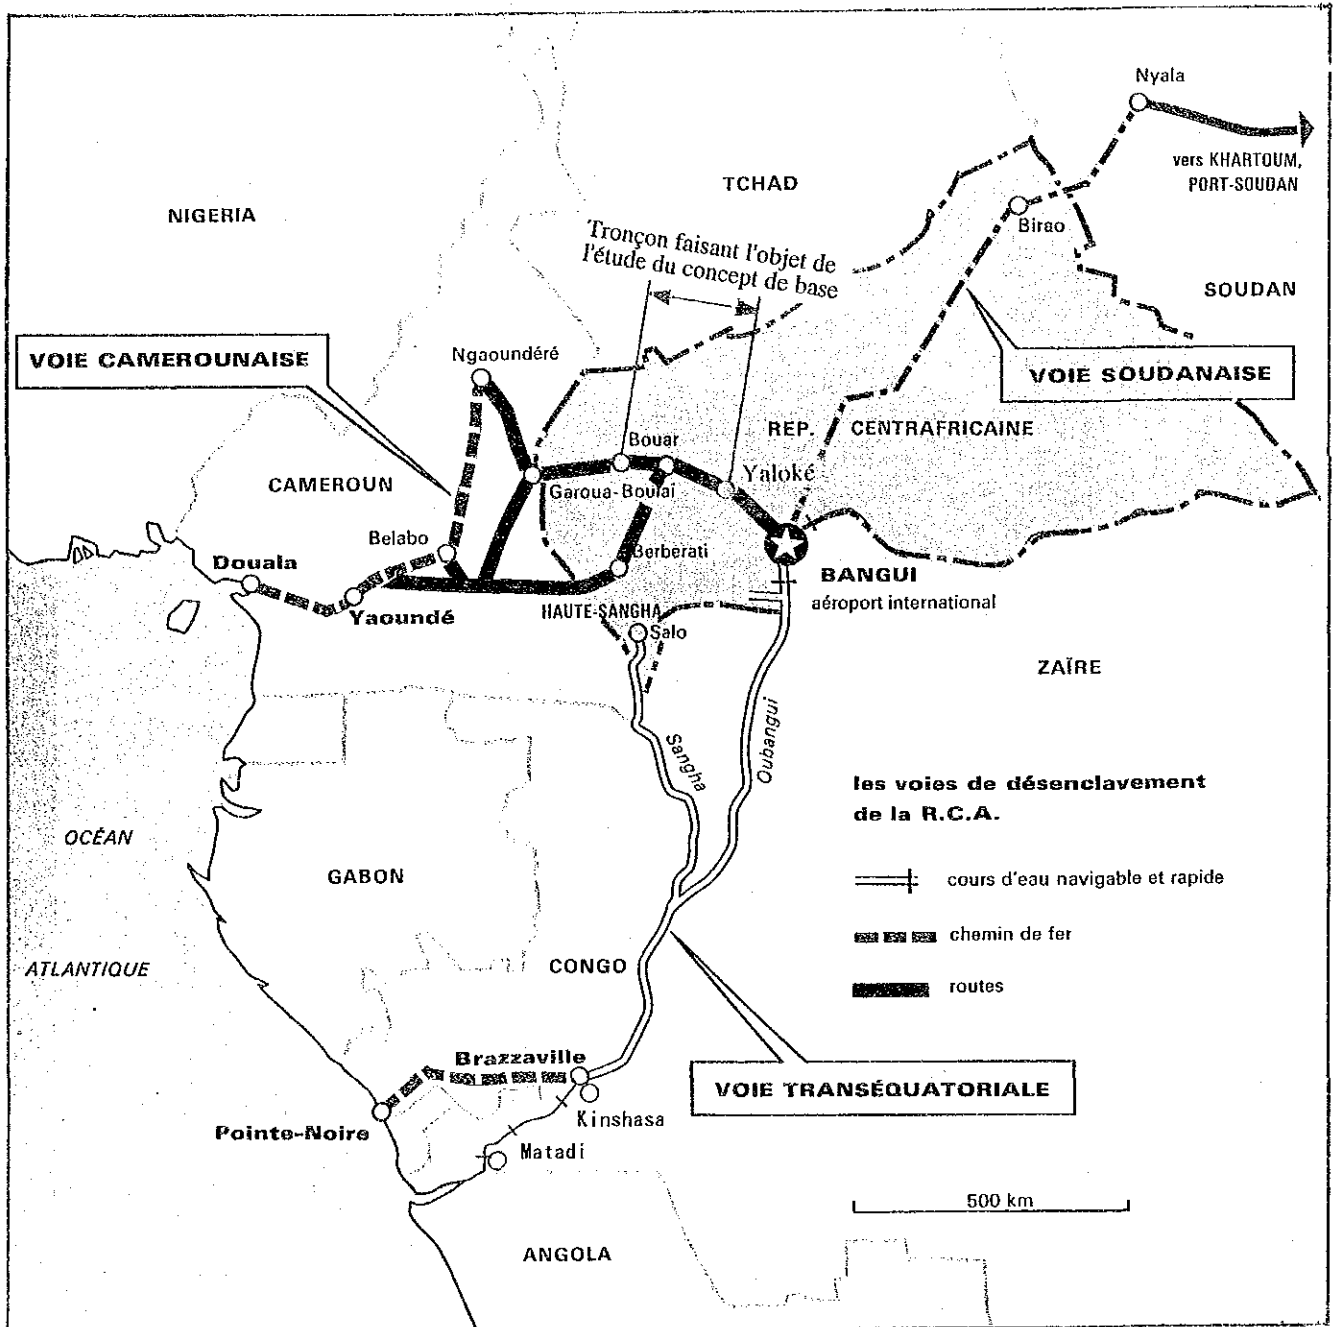 Nyala
vers KHARTOUM,
PORT-SOUDAN
TCHAD
NIGERIA
Birao
Tronçon faisant l'objet de
l'étude du concept de base
SOUDAN
VOIE CAMEROUNAISE
Ngaoundéré
VOIE SOUDANAISE
REP. CENTRAFRICAINE
Bouar
Yaloké
CAMEROUN
Garoua-Boulai
Belabo
Berberati
Douala
BANGUI
aéroport international
Yaoundé
HAUTE-SANGHA
Salo
ZAÏRE
Sangha
Oubangui
les voies de désenclavement
de la R.C.A.
OCÉAN
GABON
cours d'eau navigable et rapide
chemin de fer
CONGO
ATLANTIQUE
routes
Brazzaville
VOIE TRANSÉQUATORIALE
Kinshasa
Pointe-Noire
Matadi
500 km
ANGOLA